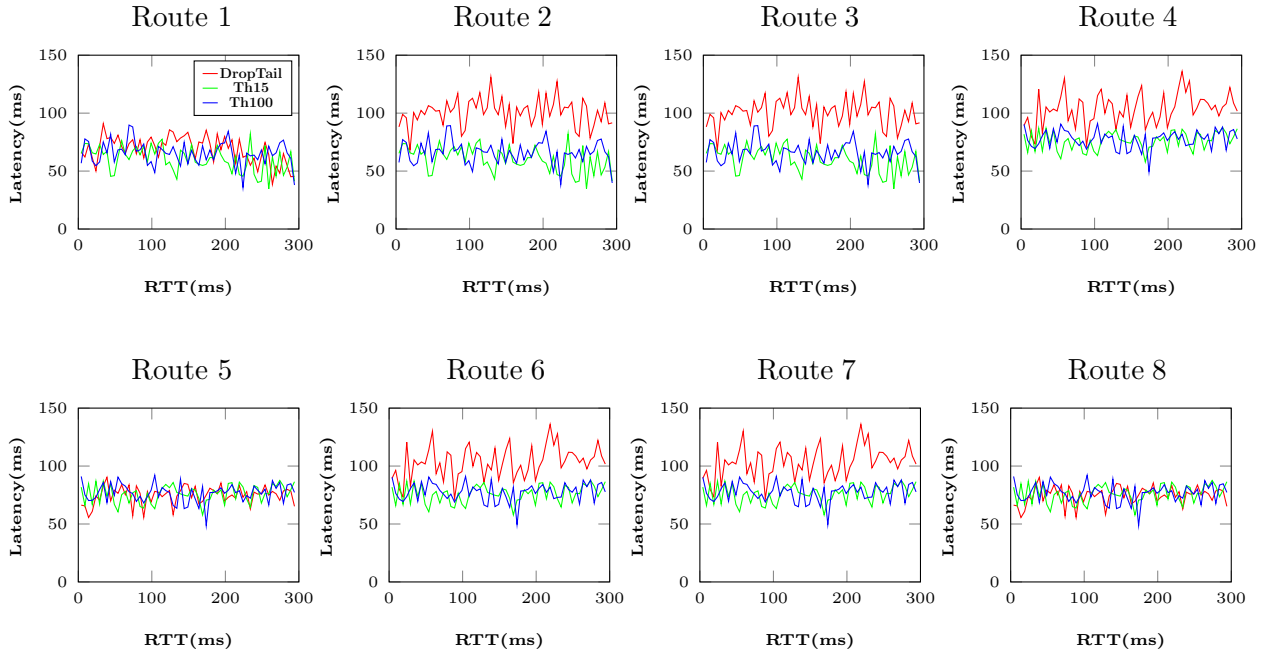 Route 1
Route 2
Route 3
Route 4
150
100
50
0
Latency(ms)
DropTail
Th15
Th100
0
100
200
300
RTT(ms)
150
100
50
0
Latency(ms)
0
100
200
300
RTT(ms)
150
100
50
0
Latency(ms)
0
100
200
300
RTT(ms)
150
100
50
0
Latency(ms)
0
100
200
300
RTT(ms)
Route 5
Route 6
Route 7
Route 8
150
100
50
0
Latency(ms)
0
100
200
300
RTT(ms)
150
100
50
0
Latency(ms)
0
100
200
300
RTT(ms)
150
100
50
0
Latency(ms)
0
100
200
300
RTT(ms)
150
100
50
0
Latency(ms)
0
100
200
300
RTT(ms)